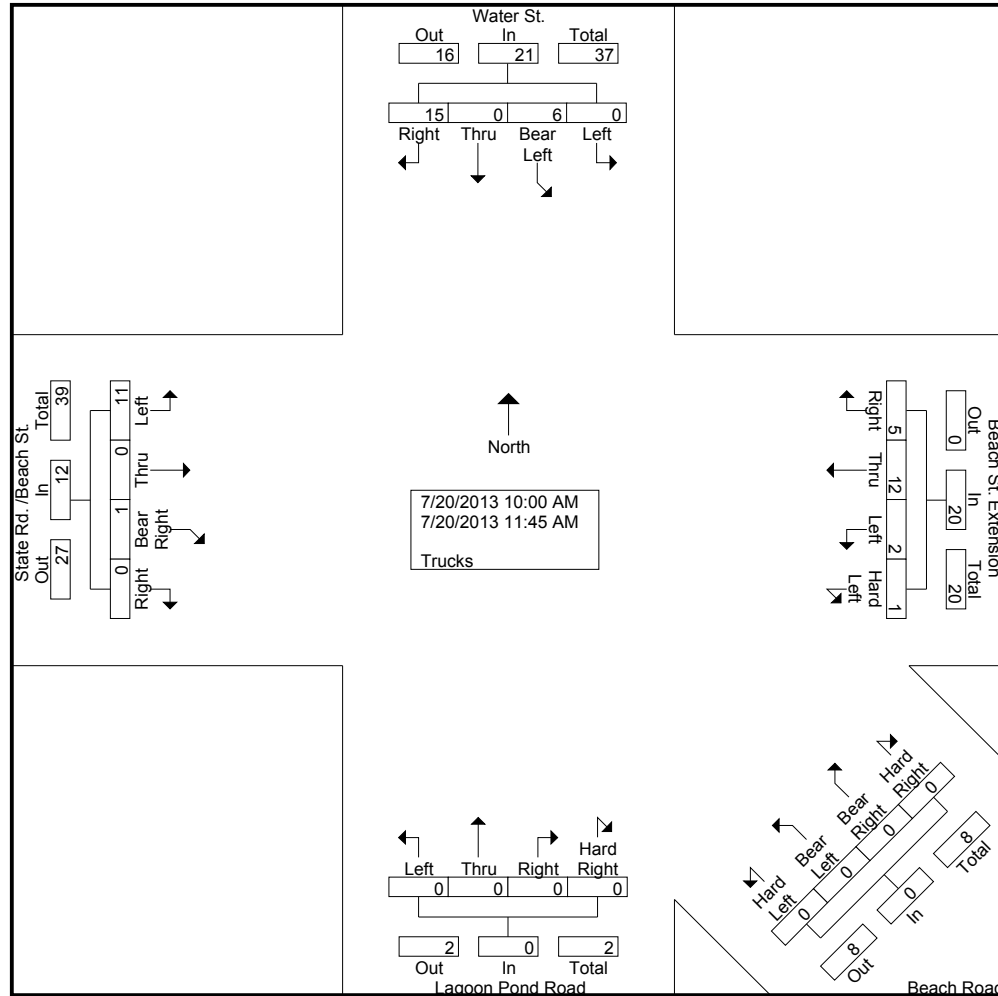 Water St.
Out In Total
16 21 37
15 0 6 0
Right Thru Bear Left Left
State Rd. /Beach St.
Total In Out
39 12 27
11 0 1 0
Left Thru Bear Right Right
North
7/20/2013 10:00 AM
7/20/2013 11:45 AM
Trucks
Beach St. Extension
Out In Total
0 20 20
5 12 2 1
Right Thru Left Hard Left
Left Thru Right Hard Right
0 0 0 0
2 0 2
Out In Total
Lagoon Pond Road
Hard Left Bear Left Bear Right Hard Right
0 0 0 0
8 0 8
Out In Total
Beach Road